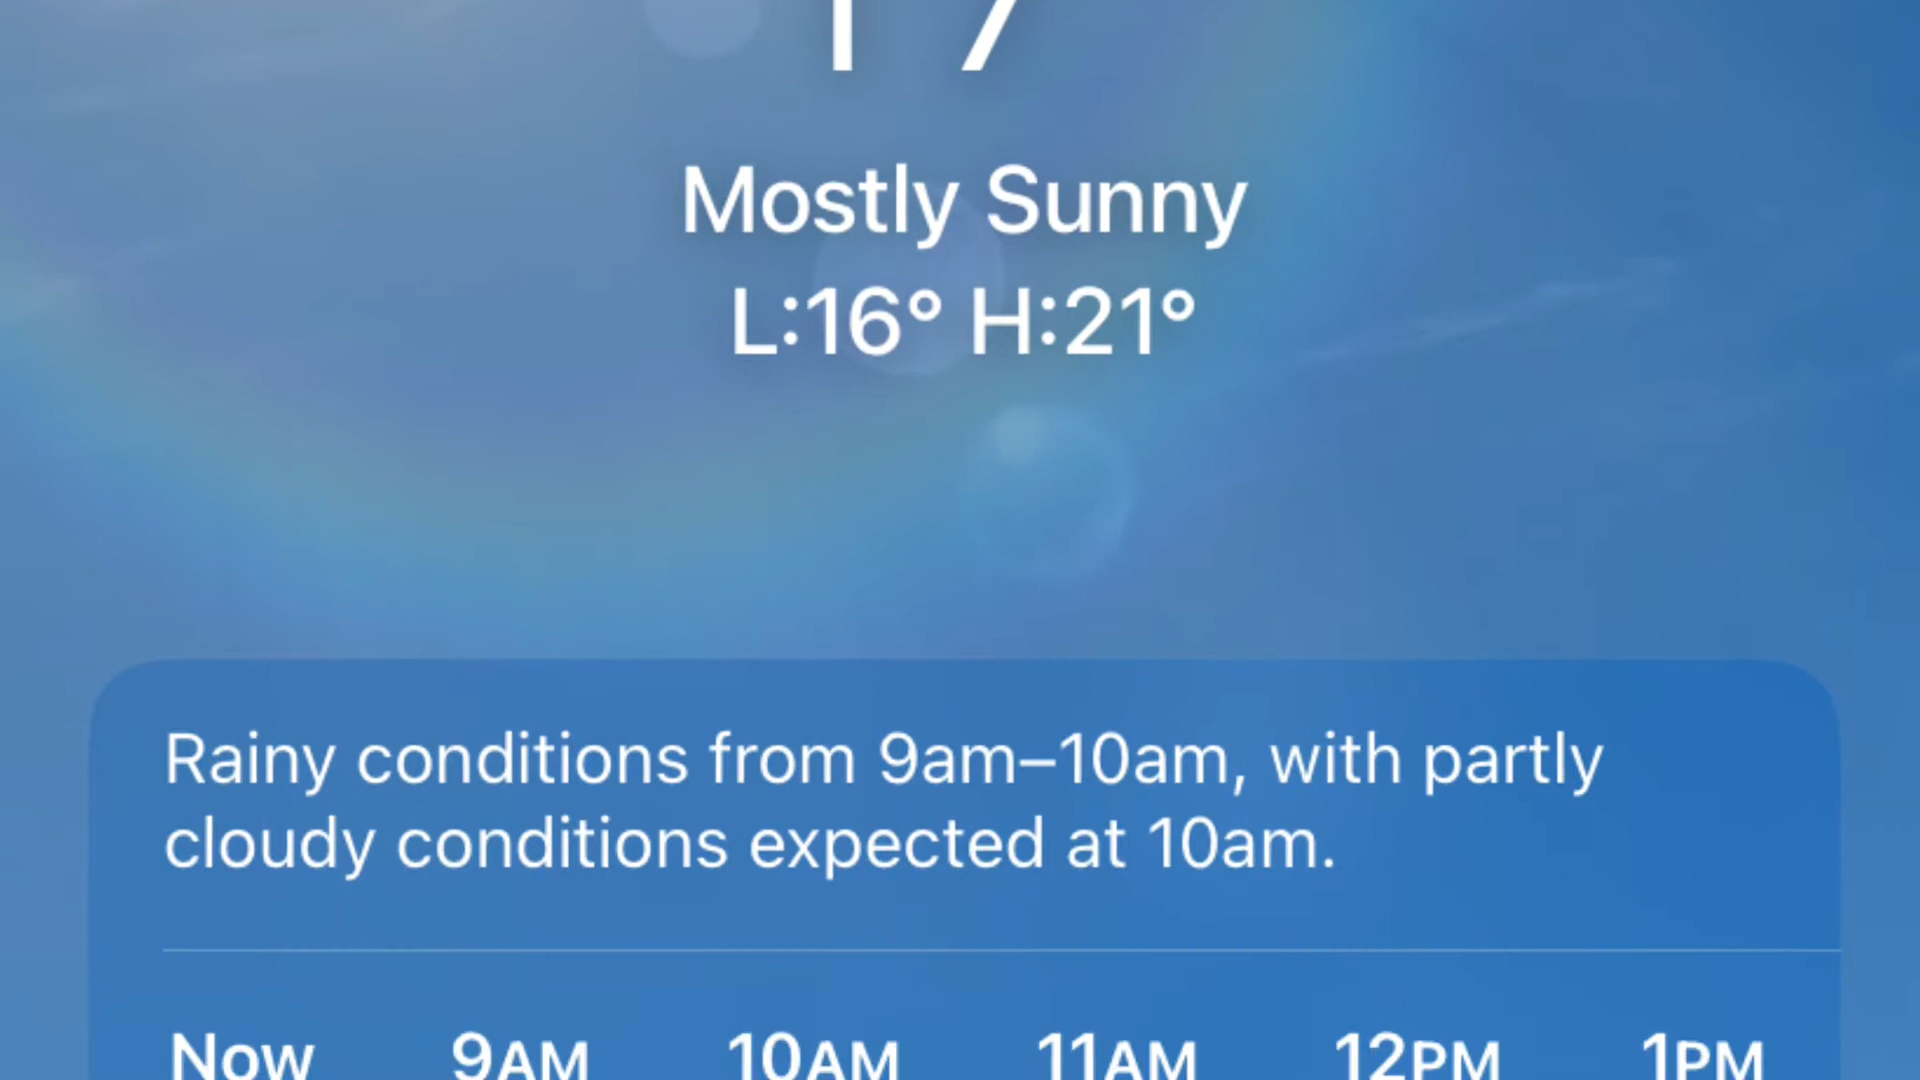 17
Mostly Sunny
L:16° H:21°
Rainy conditions from 9am–10am, with partly
cloudy conditions expected at 10am.
Now 9AM 10AM 11AM 12PM 1PM